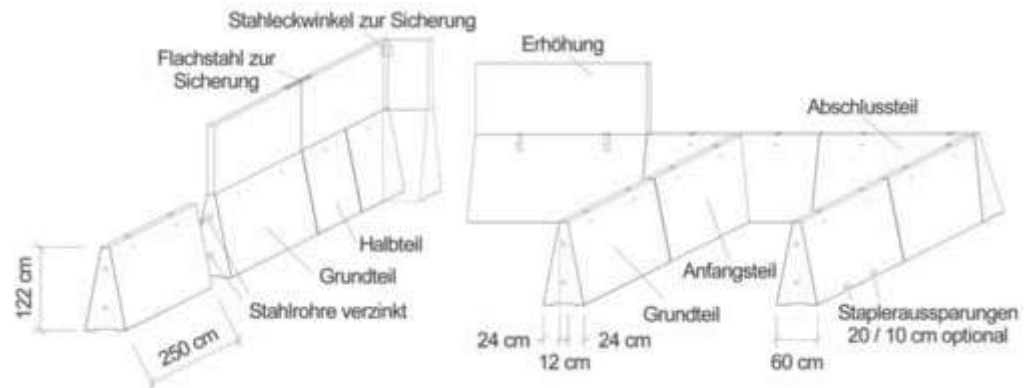 Stahleckwinkel zur Sicherung
Flachstahl zur
Sicherung
Halbteil
Grundteil
Stahlrohre verzinkt
122 cm
250 cm
Erhöhung
Abschlussteil
Anfangsteil
Grundteil
Stapleraussparungen
20 / 10 cm optional
24 cm
12 cm
24 cm
60 cm